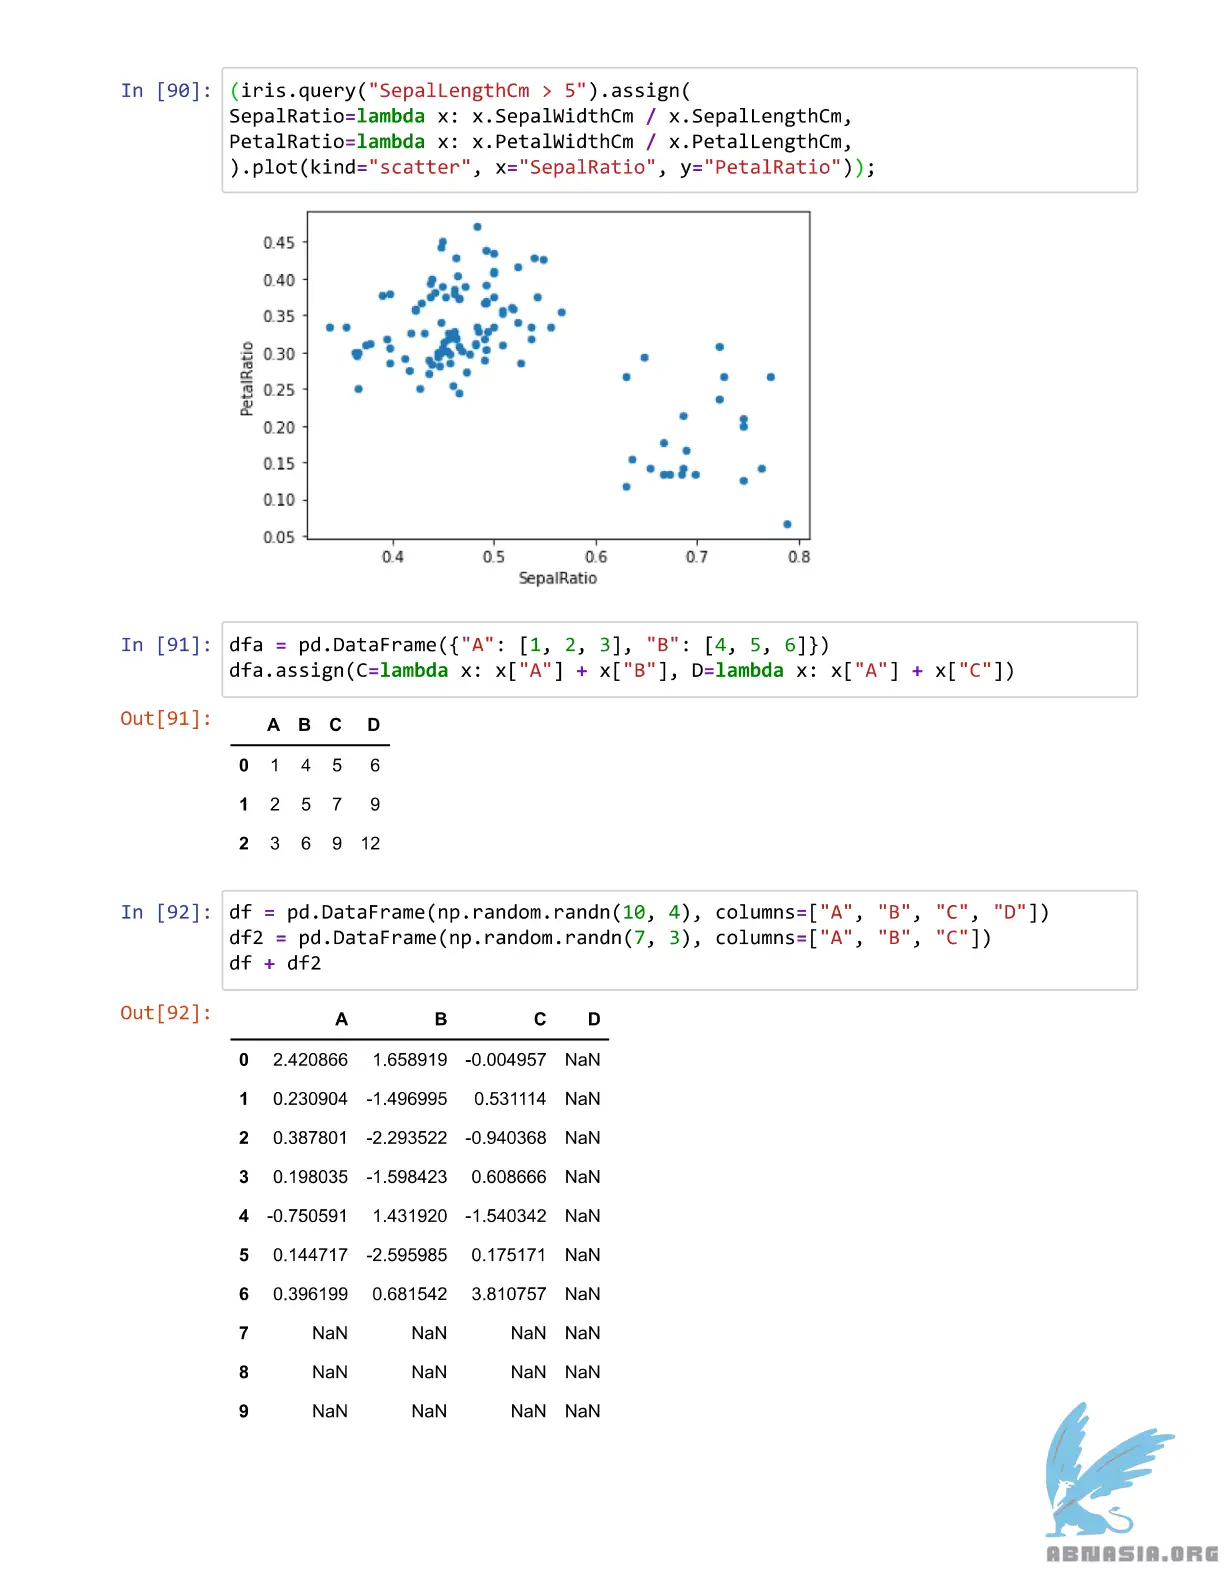 In [90]: (iris.query("SepalLengthCm > 5").assign(
SepalRatio=lambda x: x.SepalWidthCm / x.SepalLengthCm,
PetalRatio=lambda x: x.PetalWidthCm / x.PetalLengthCm,
).plot(kind="scatter", x="SepalRatio", y="PetalRatio"));
0.45
0.40
0.35
0.30
0.25
0.20
0.15
0.10
0.05
PetalRatio
0.4 0.5 0.6 0.7 0.8
SepalRatio
In [91]: dfa = pd.DataFrame({"A": [1, 2, 3], "B": [4, 5, 6]})
dfa.assign(C=lambda x: x["A"] + x["B"], D=lambda x: x["A"] + x["C"])
Out[91]:
A B C D
0 1 4 5 6
1 2 5 7 9
2 3 6 9 12
In [92]: df = pd.DataFrame(np.random.randn(10, 4), columns=["A", "B", "C", "D"])
df2 = pd.DataFrame(np.random.randn(7, 3), columns=["A", "B", "C"])
df + df2
Out[92]:
A B C D
0 2.420866 1.658919 -0.004957 NaN
1 0.230904 -1.496995 0.531114 NaN
2 0.387801 -2.293522 -0.940368 NaN
3 0.198035 -1.598423 0.608666 NaN
4 -0.750591 1.431920 -1.540342 NaN
5 0.144717 -2.595985 0.175171 NaN
6 0.396199 0.681542 3.810757 NaN
7 NaN NaN NaN NaN
8 NaN NaN NaN NaN
9 NaN NaN NaN NaN
ABNASIA.ORG